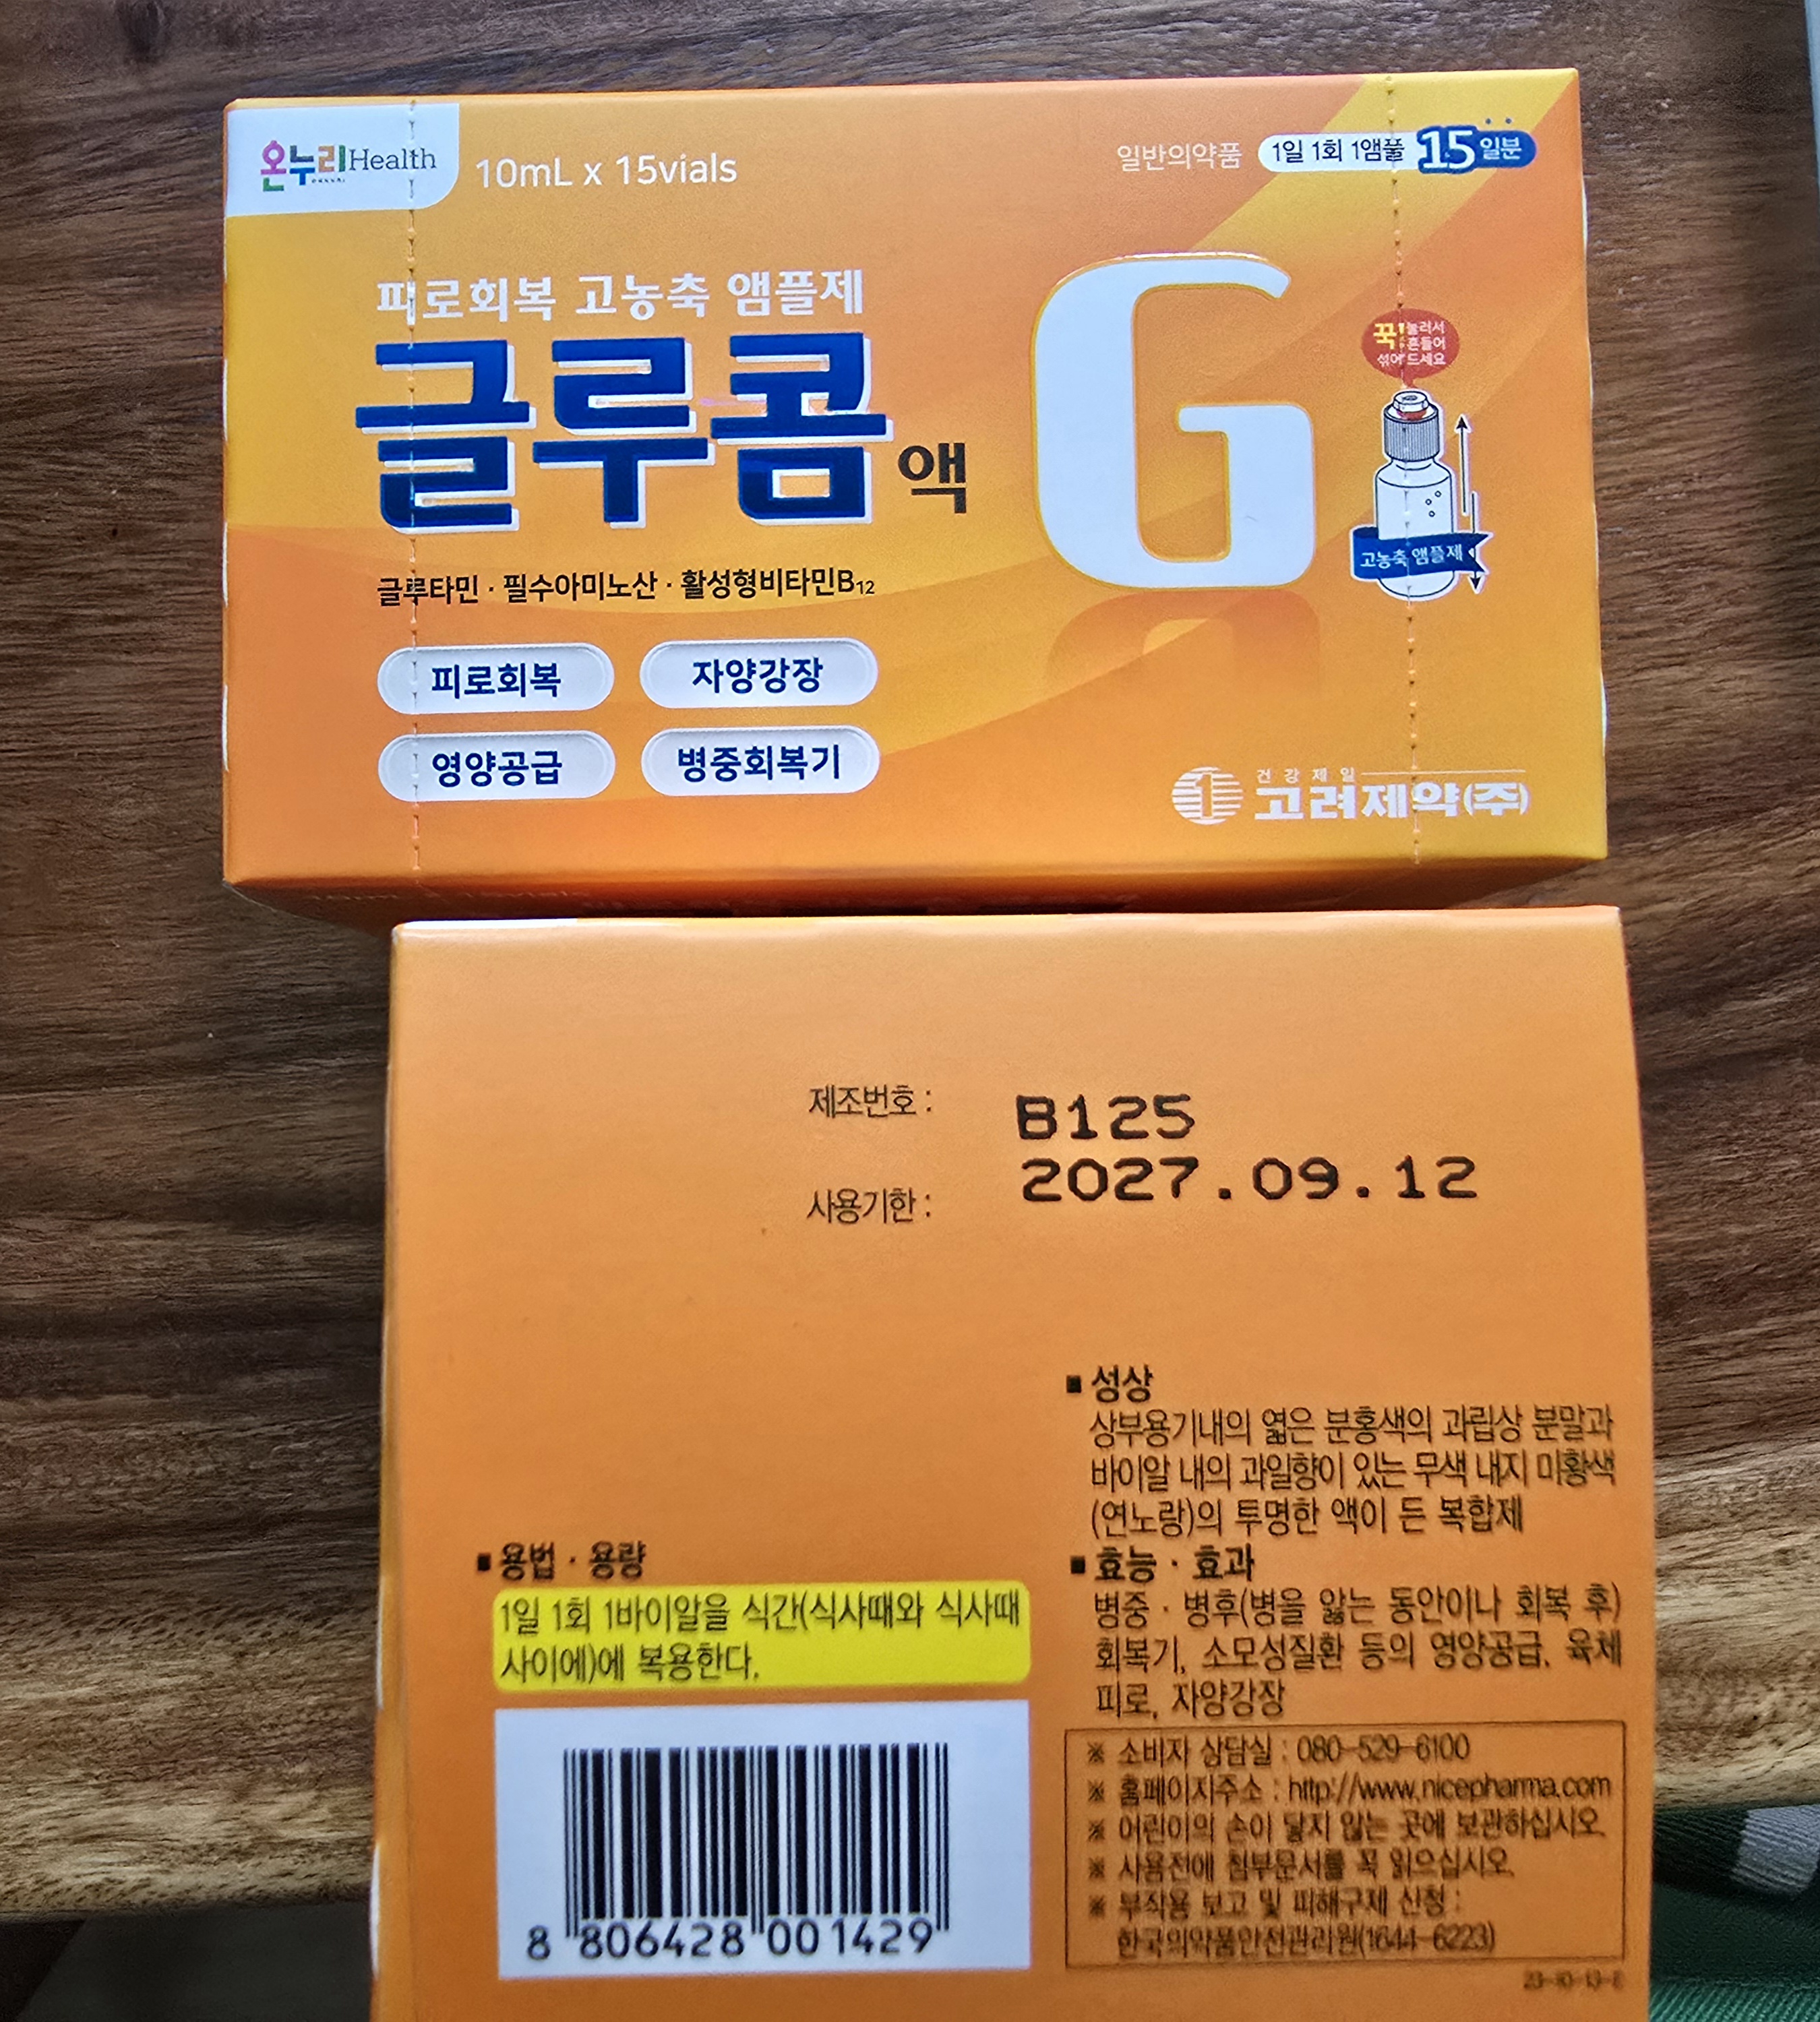 온누리Health
10mL x 15vials
일반의약품 1일 1회 1앰풀 15일분
피로회복 고농축 앰플제
글루콤액
G
꾹! 눌러서
흔들어
섞어 드세요
고농축 앰플제
글루타민 · 필수아미노산 · 활성형비타민B₁₂
피로회복 자양강장
영양공급 병중회복기
건강제일
고려제약(주)
제조번호 : B125
사용기한 : 2027.09.12
■ 성상
상부용기내의 엷은 분홍색의 과립상 분말과
바이알 내의 과일향이 있는 무색 내지 미황색
(연노랑)의 투명한 액이 든 복합제
■ 용법 · 용량
1일 1회 1바이알을 식간(식사때와 식사때
사이에)에 복용한다.
■ 효능 · 효과
병중 · 병후(병을 앓는 동안이나 회복 후)
회복기, 소모성질환 등의 영양공급, 육체
피로, 자양강장
8 806428 001429
※ 소비자 상담실 : 080-529-6100
※ 홈페이지주소 : http://www.nicepharma.com
※ 어린이의 손이 닿지 않는 곳에 보관하십시오.
※ 사용전에 첨부문서를 꼭 읽으십시오.
※ 부작용 보고 및 피해구제 신청 :
한국의약품안전관리원(1644-6223)